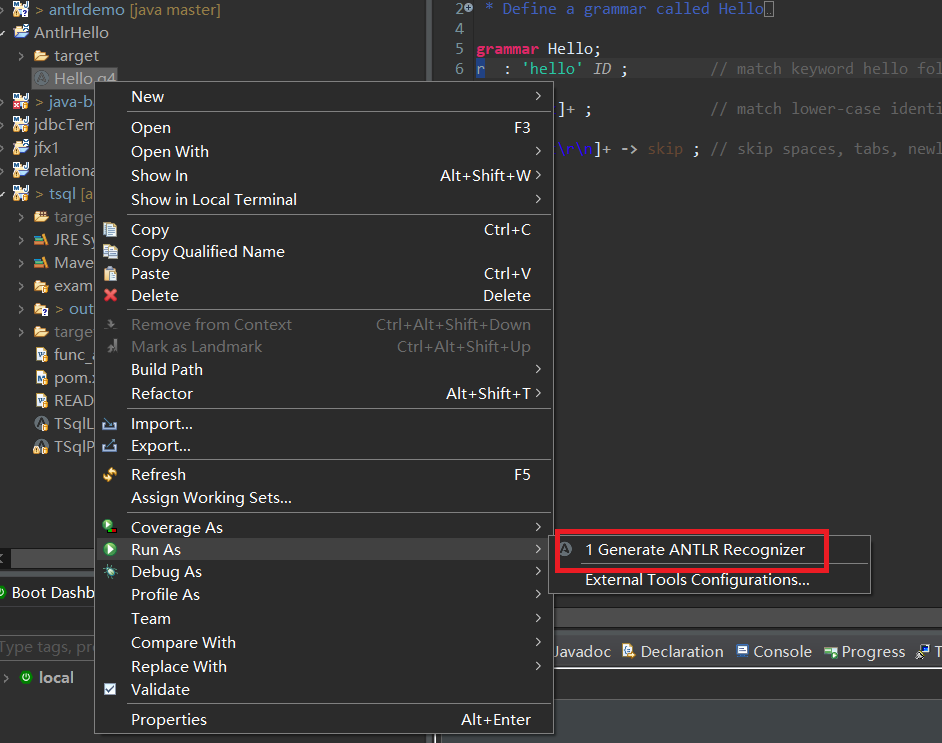 > antlrdemo [java master]
AntlrHello
target
Hello.g4
> java-b
jdbcTem
jfx1
relationa
> tsql [a
targe
JRE Sy
Mave
exam
> out
targe
func_
pom.
READ
TSqlL
TSqlP
Boot Dashb
Type tags, pr
local
2 * Define a grammar called Hello
4
5 grammar Hello;
6 r : 'hello' ID ; // match keyword hello fol
]+ ; // match lower-case identi
\r\n]+ -> skip ; // skip spaces, tabs, newl
New
Open F3
Open With
Show In Alt+Shift+W
Show in Local Terminal
Copy Ctrl+C
Copy Qualified Name
Paste Ctrl+V
Delete Delete
Remove from Context Ctrl+Alt+Shift+Down
Mark as Landmark Ctrl+Alt+Shift+Up
Build Path
Refactor Alt+Shift+T
Import...
Export...
Refresh F5
Assign Working Sets...
Coverage As
Run As
Debug As
Profile As
Team
Compare With
Replace With
Validate
Properties Alt+Enter
1 Generate ANTLR Recognizer
External Tools Configurations...
Javadoc Declaration Console Progress T